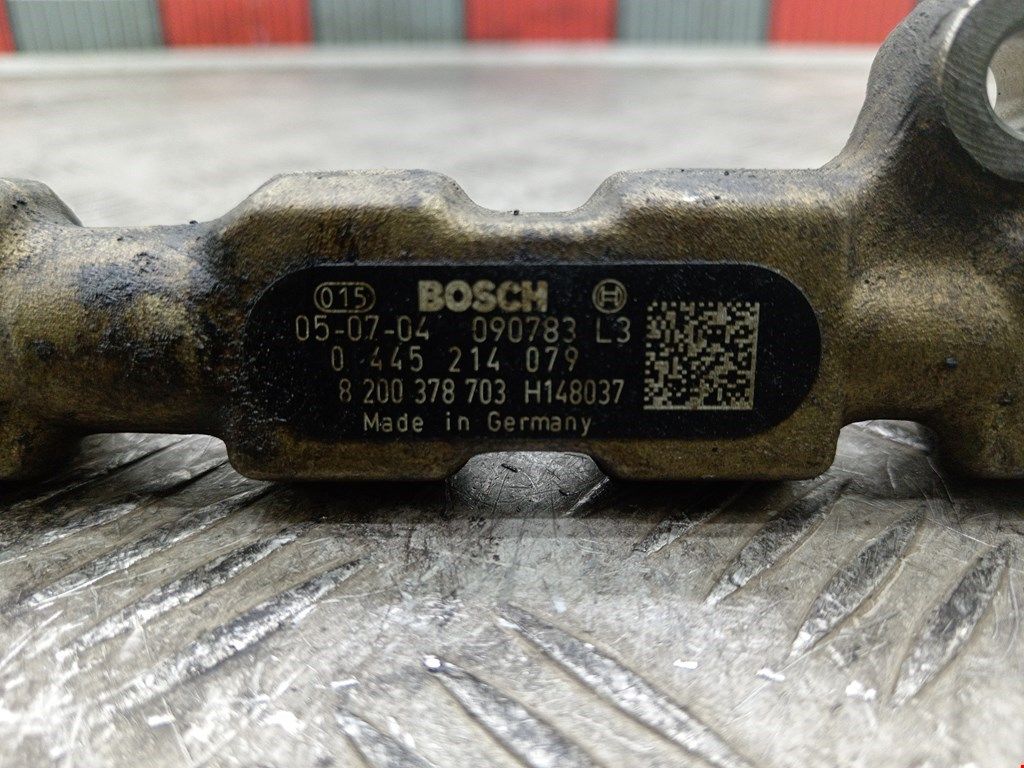 015 BOSCH H
05-07-04 090783 L3
0 445 214 079
8 200 378 703 H148037
Made in Germany